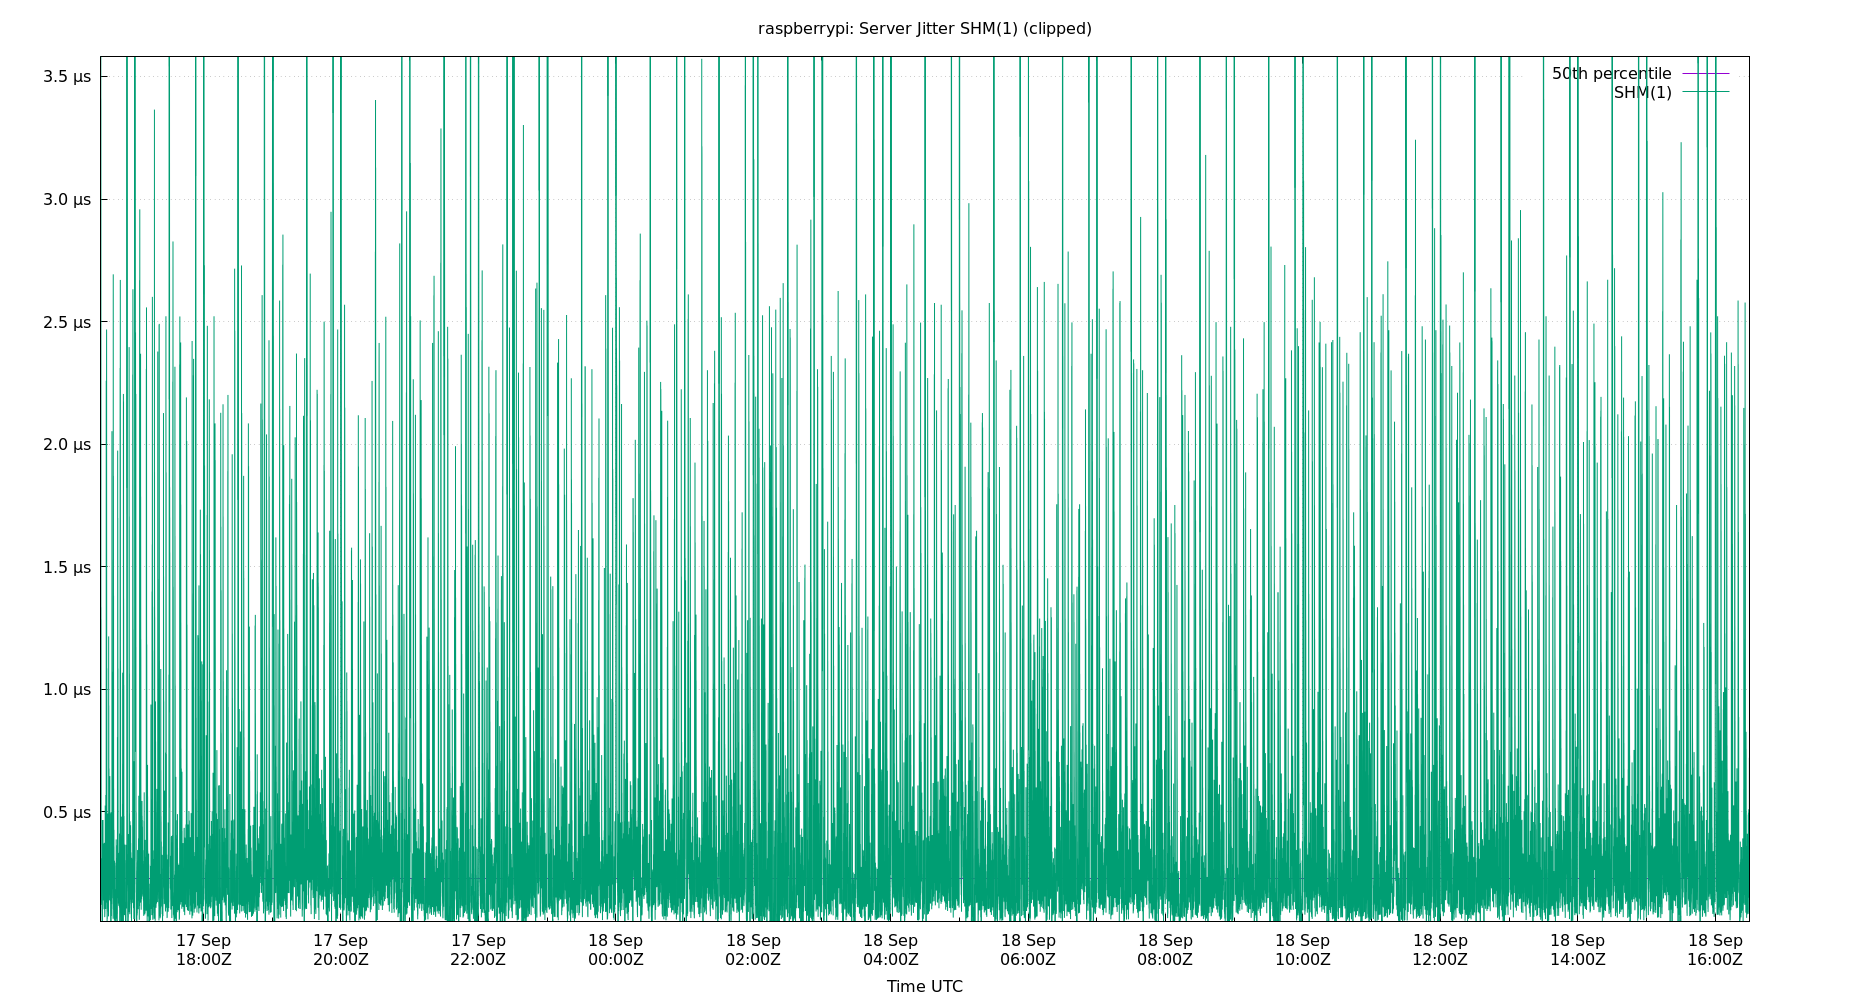 raspberrypi: Server Jitter SHM(1) (clipped)
3.5 μs
50th percentile
SHM(1)
3.0 μs
2.5 μs
2.0 μs
1.5 μs
1.0 μs
0.5 μs
17 Sep 17 Sep 17 Sep 18 Sep 18 Sep 18 Sep 18 Sep 18 Sep 18 Sep 18 Sep 18 Sep 18 Sep
18:00Z 20:00Z 22:00Z 00:00Z 02:00Z 04:00Z 06:00Z 08:00Z 10:00Z 12:00Z 14:00Z 16:00Z
Time UTC